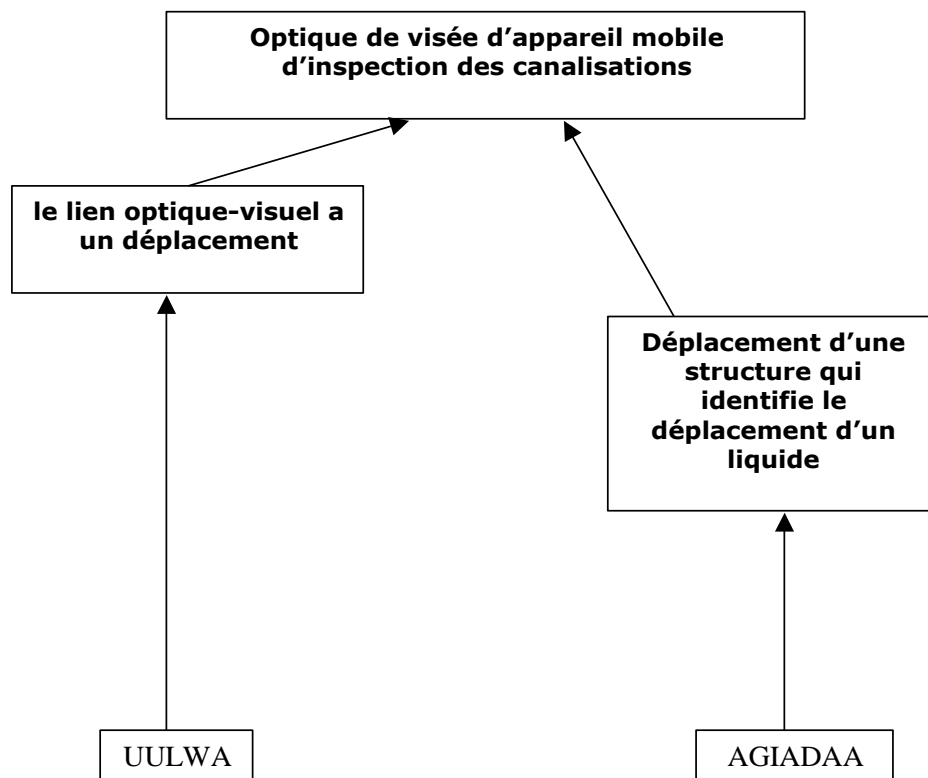 Optique de visée d’appareil mobile
d’inspection des canalisations
le lien optique-visuel a
un déplacement
Déplacement d’une
structure qui
identifie le
déplacement d’un
liquide
UULWA
AGIADAA